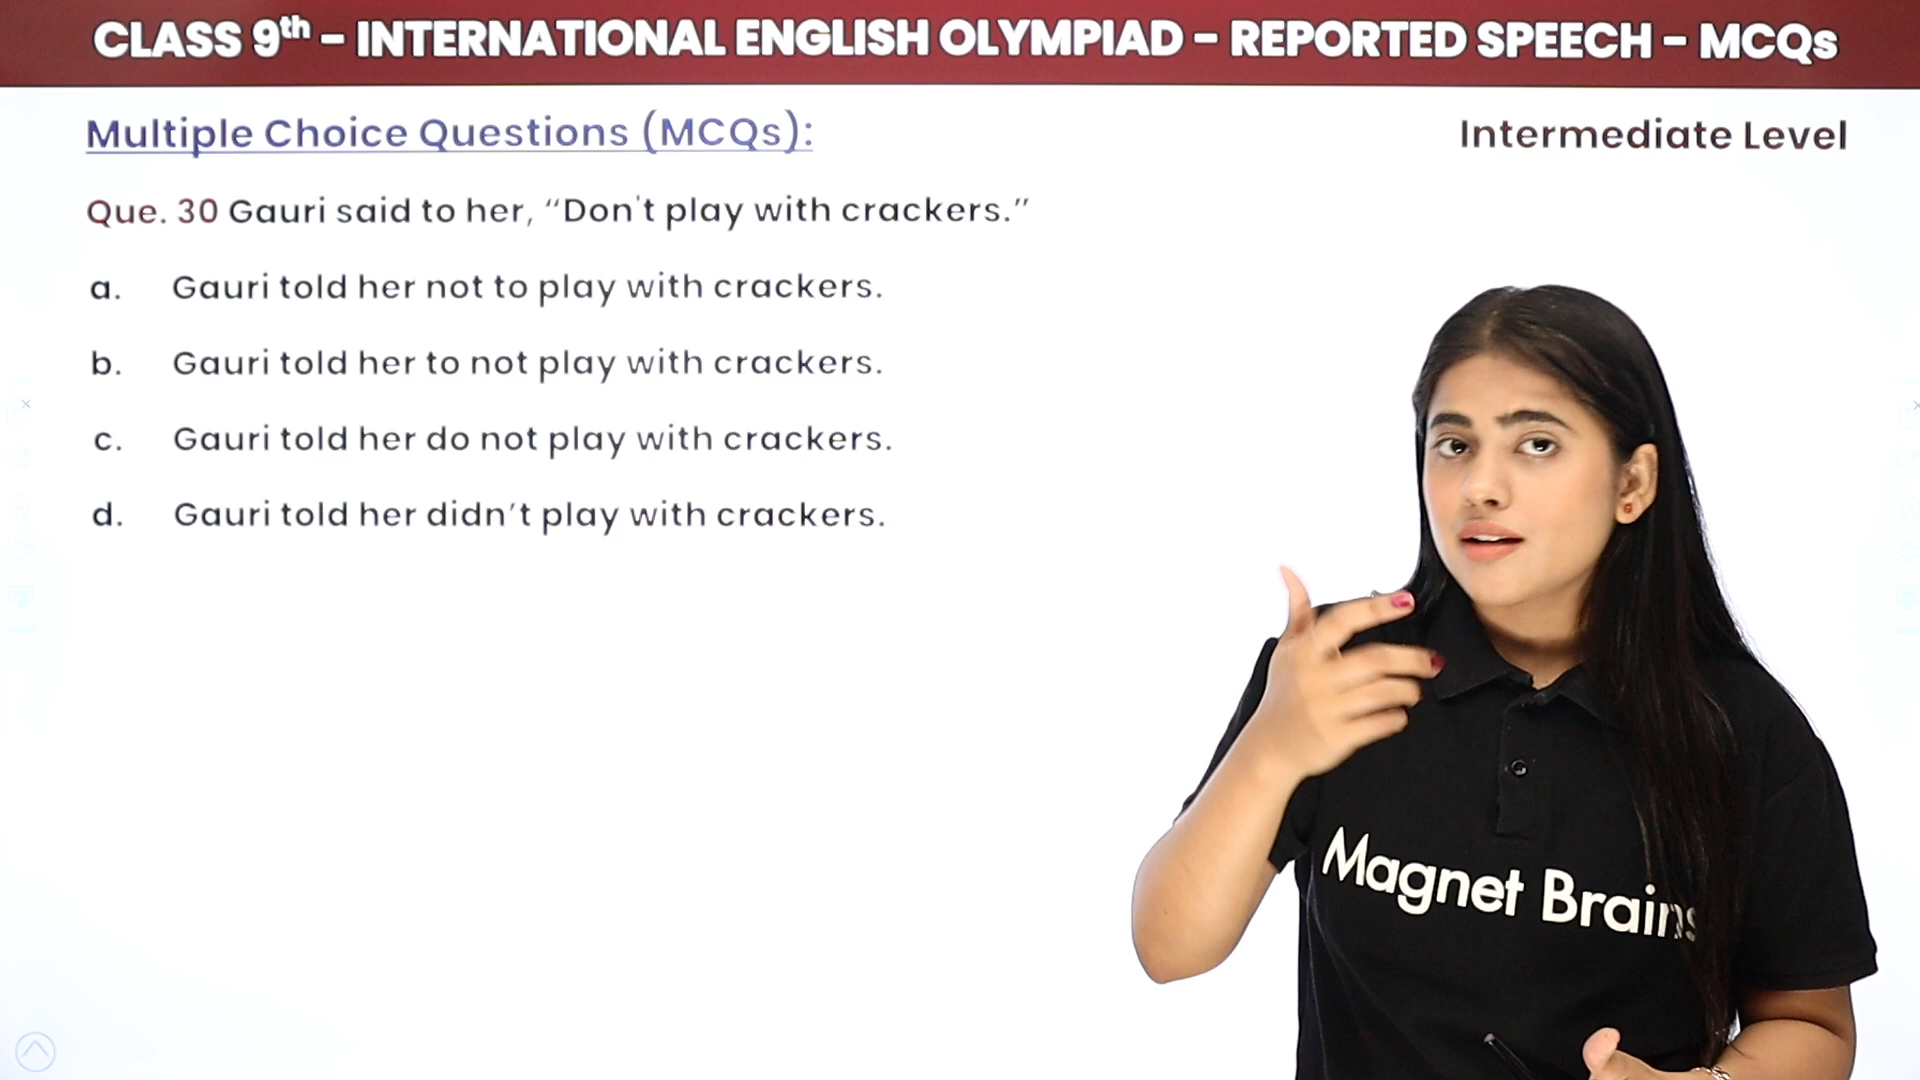 CLASS 9th - INTERNATIONAL ENGLISH OLYMPIAD - REPORTED SPEECH - MCQs
Multiple Choice Questions (MCQs):
Intermediate Level
Que. 30 Gauri said to her, “Don't play with crackers.”
a. Gauri told her not to play with crackers.
b. Gauri told her to not play with crackers.
c. Gauri told her do not play with crackers.
d. Gauri told her didn’t play with crackers.
Magnet Brains